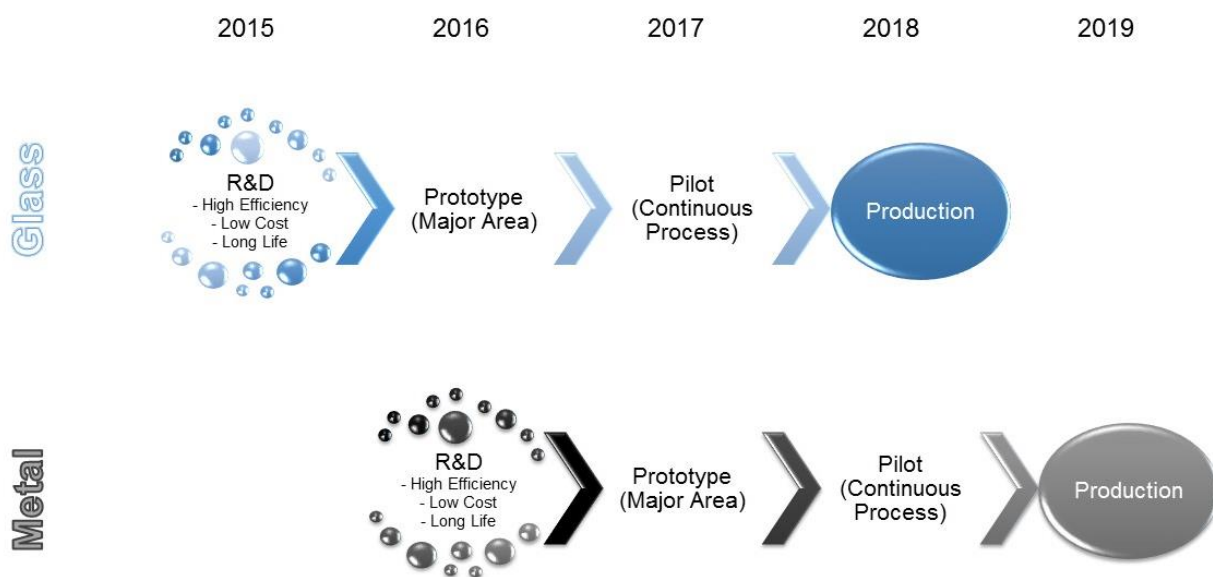 2015 2016 2017 2018 2019
Glass
R&D
- High Efficiency
- Low Cost
- Long Life
Prototype
(Major Area)
Pilot
(Continuous
Process)
Production
Metal
R&D
- High Efficiency
- Low Cost
- Long Life
Prototype
(Major Area)
Pilot
(Continuous
Process)
Production